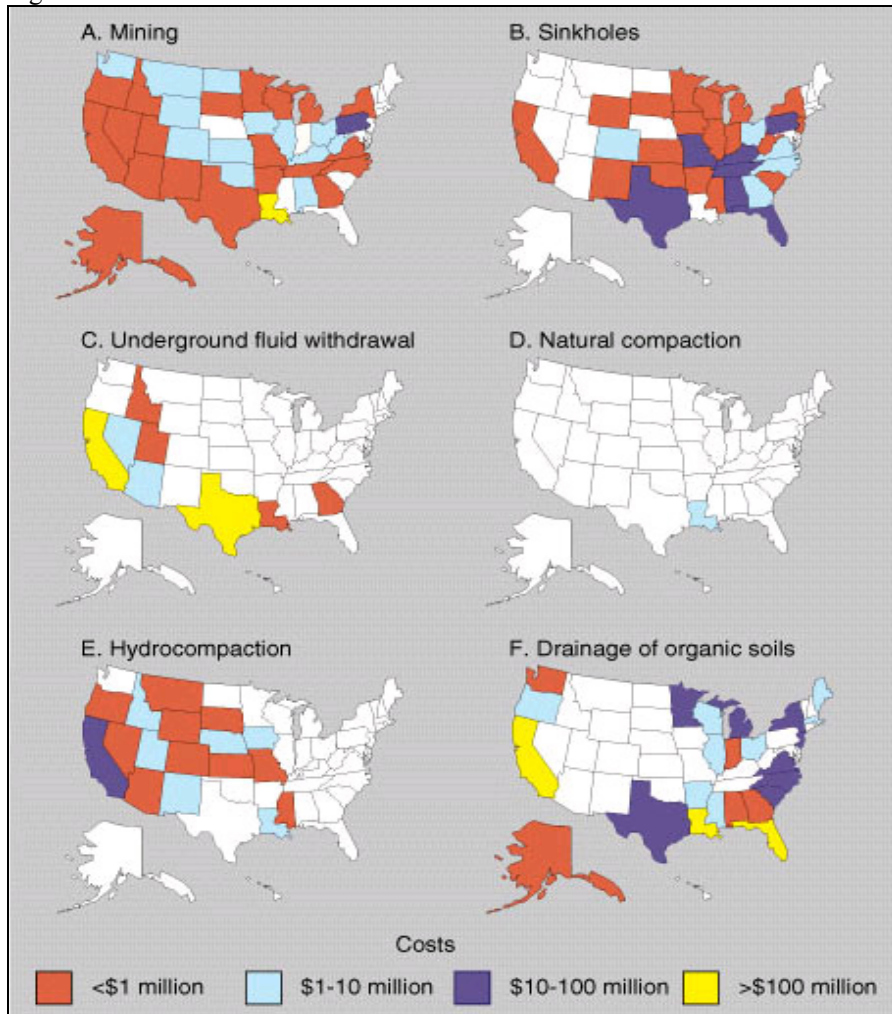 A. Mining
B. Sinkholes
C. Underground fluid withdrawal
D. Natural compaction
E. Hydrocompaction
F. Drainage of organic soils
Costs
<$1 million
$1-10 million
$10-100 million
>$100 million